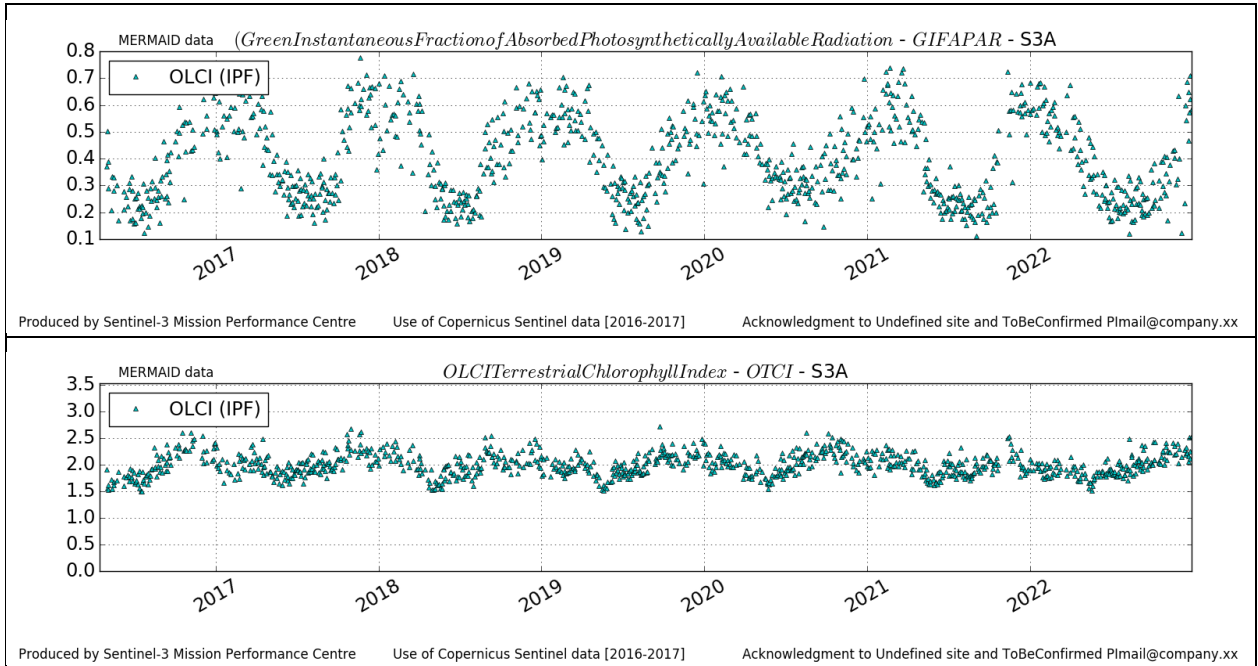 MERMAID data (GreenInstantaneousFractionofAbsorbedPhotosyntheticallyAvailableRadiation - GIFAPAR - S3A
OLCI (IPF)
0.8
0.7
0.6
0.5
0.4
0.3
0.2
0.1
2017 2018 2019 2020 2021 2022
Produced by Sentinel-3 Mission Performance Centre Use of Copernicus Sentinel data [2016-2017] Acknowledgment to Undefined site and ToBeConfirmed PImail@company.xx
MERMAID data OLCITerrestrialChlorophyllIndex - OTCI - S3A
OLCI (IPF)
3.5
3.0
2.5
2.0
1.5
1.0
0.5
0.0
2017 2018 2019 2020 2021 2022
Produced by Sentinel-3 Mission Performance Centre Use of Copernicus Sentinel data [2016-2017] Acknowledgment to Undefined site and ToBeConfirmed PImail@company.xx